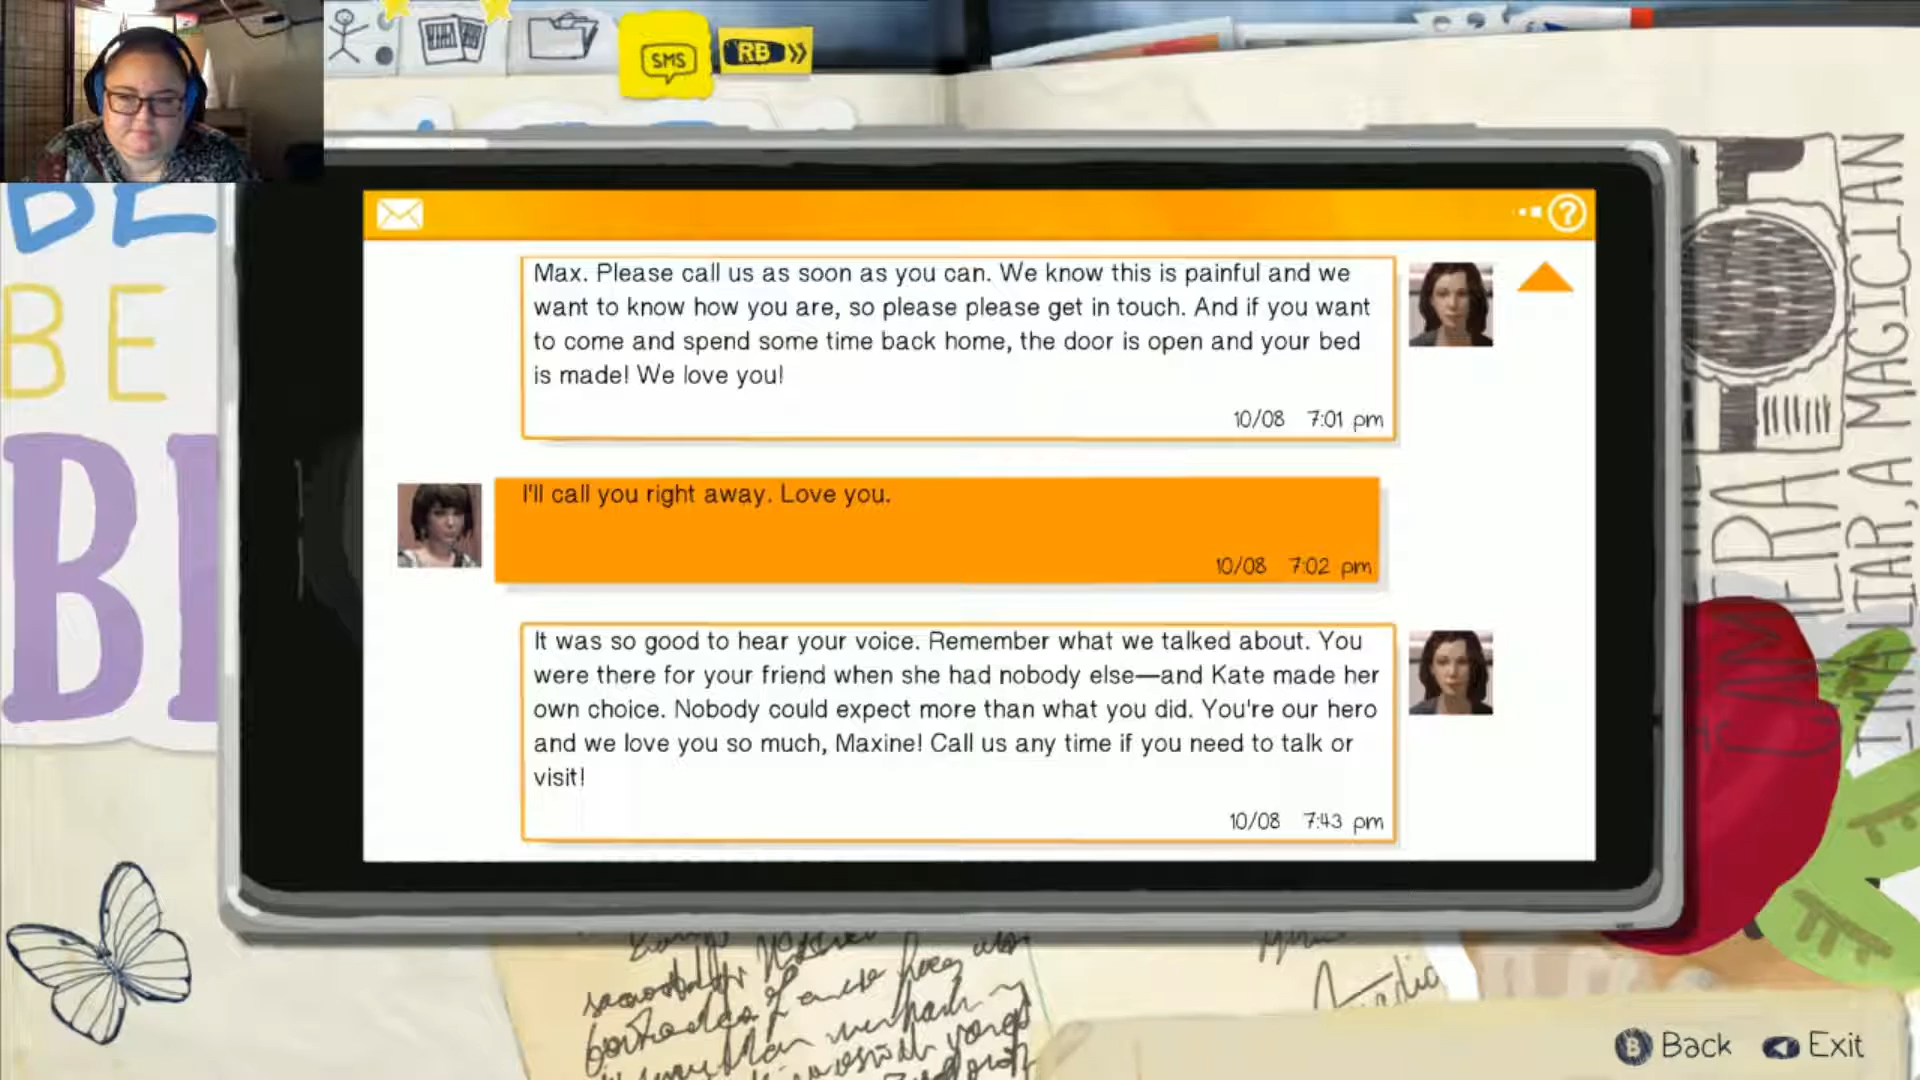 SMS
RB
BE
BE
Max. Please call us as soon as you can. We know this is painful and we
want to know how you are, so please please get in touch. And if you want
to come and spend some time back home, the door is open and your bed
is made! We love you!
10/08 7:01 pm
I'll call you right away. Love you.
10/08 7:02 pm
It was so good to hear your voice. Remember what we talked about. You
were there for your friend when she had nobody else—and Kate made her
own choice. Nobody could expect more than what you did. You're our hero
and we love you so much, Maxine! Call us any time if you need to talk or
visit!
10/08 7:43 pm
LIAR, A MAGICIAN
B Back
Exit